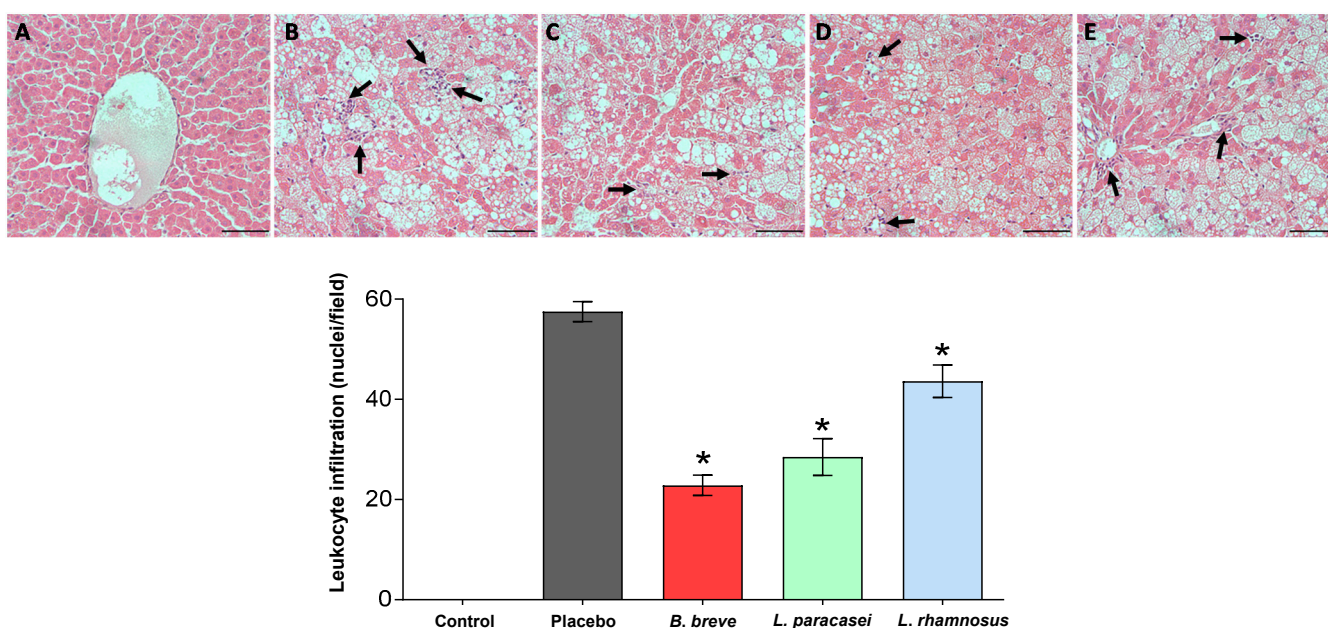 A B C D E
Leukocyte infiltration (nuclei/field)
60
40
20
0
* * *
Control Placebo B. breve L. paracasei L. rhamnosus